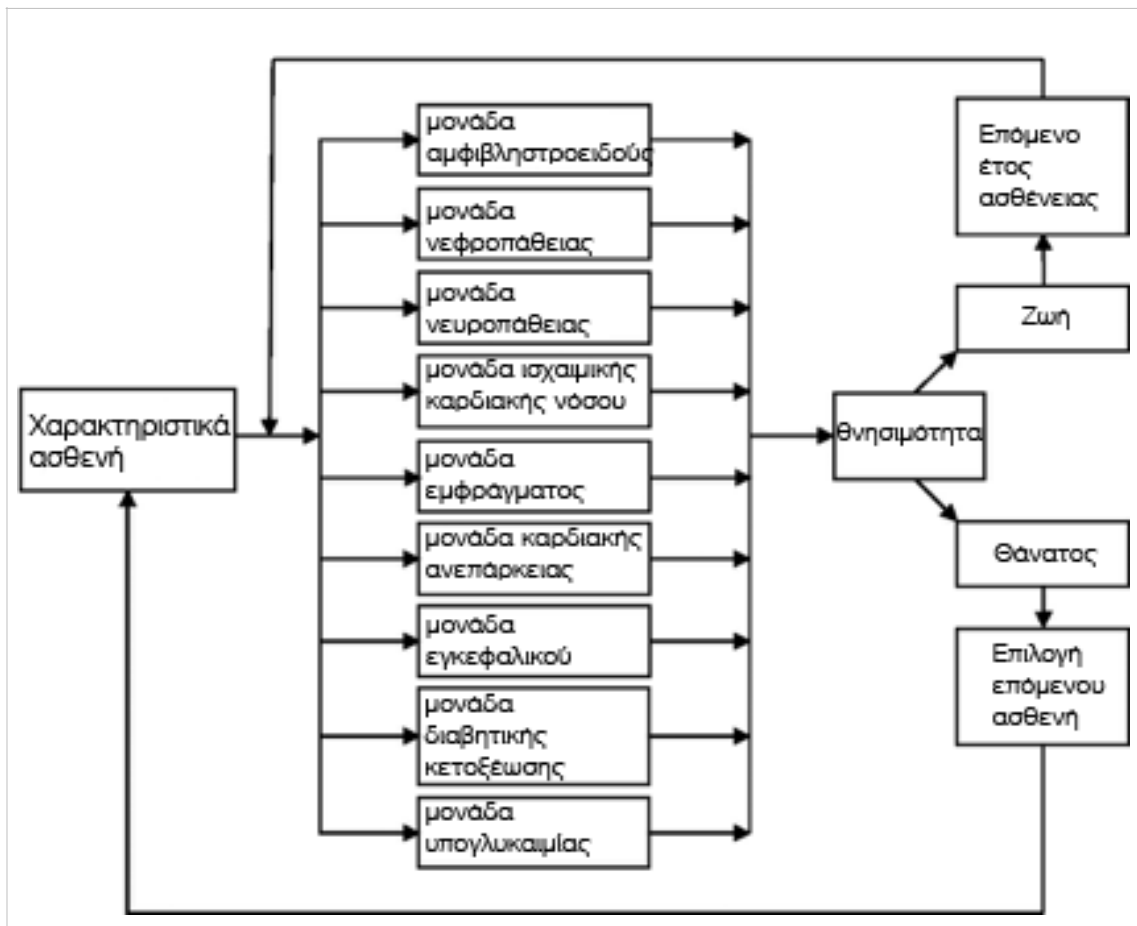 Χαρακτηριστικά
ασθενή
μονάδα
αμφιβληστροειδούς
μονάδα
νεφροπάθειας
μονάδα
νευροπάθειας
μονάδα ισχαιμικής
καρδιακής νόσου
μονάδα
εμφράγματος
μονάδα καρδιακής
ανεπάρκειας
μονάδα
εγκεφαλικού
μονάδα
διαβητικής
κετοξέωσης
μονάδα
υπογλυκαιμίας
θνησιμότητα
Επόμενο
έτος
ασθένειας
Ζωή
Θάνατος
Επιλογή
επόμενου
ασθενή